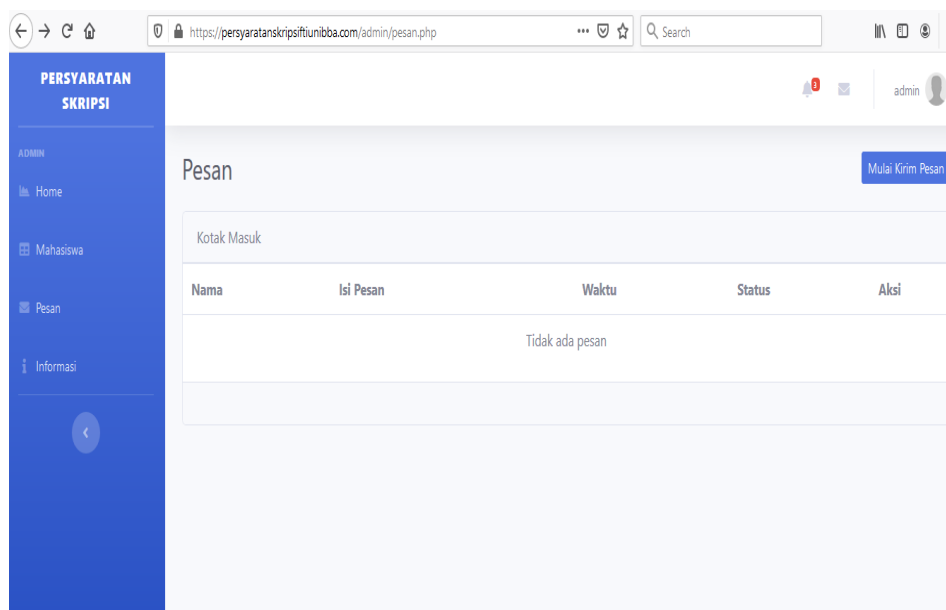 https://persyaratanskripsiftiunibba.com/admin/pesan.php
Search
PERSYARATAN
SKRIPSI
3
admin
ADMIN
Home
Mahasiswa
Pesan
Informasi
Pesan
Mulai Kirim Pesan
Kotak Masuk
Nama Isi Pesan Waktu Status Aksi
Tidak ada pesan